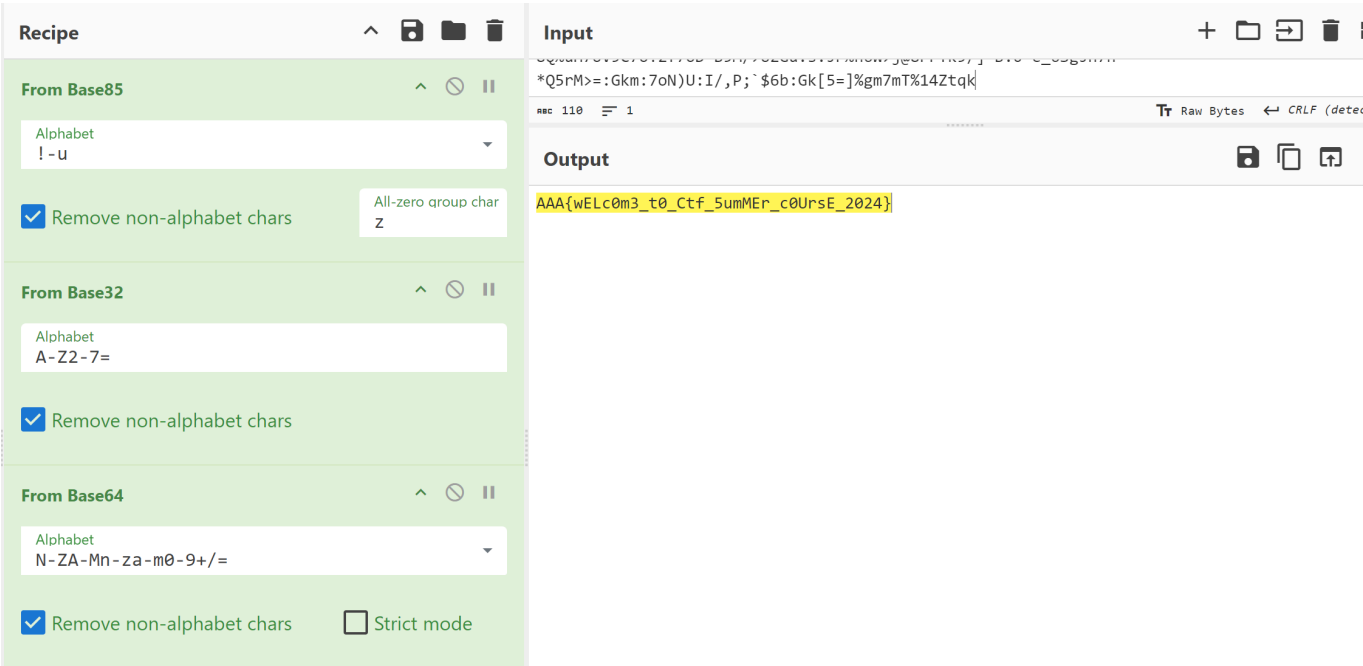 Recipe
From Base85
Alphabet
!-u
Remove non-alphabet chars
All-zero group char
z
From Base32
Alphabet
A-Z2-7=
Remove non-alphabet chars
From Base64
Alphabet
N-ZA-Mn-za-m0-9+/=
Remove non-alphabet chars
Strict mode
Input
*Q5rM>=:Gkm:7oN)U:I/,P;`$6b:Gk[5=]%gm7mT%14Ztqk
ABC 110 1
Tт Raw Bytes CRLF
Output
AAA{wELc0m3_t0_Ctf_5umMEr_c0UrsE_2024}